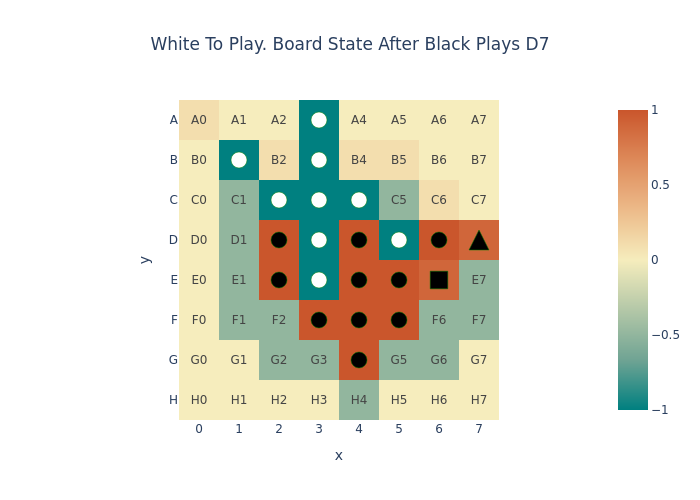 White To Play. Board State After Black Plays D7
A A0 A1 A2 A4 A5 A6 A7
B B0 B2 B4 B5 B6 B7
C C0 C1 C5 C6 C7
D D0 D1
E E0 E1 E7
F F0 F1 F2 F6 F7
G G0 G1 G2 G3 G5 G6 G7
H H0 H1 H2 H3 H4 H5 H6 H7
0 1 2 3 4 5 6 7
x
y
1
0.5
0
−0.5
−1